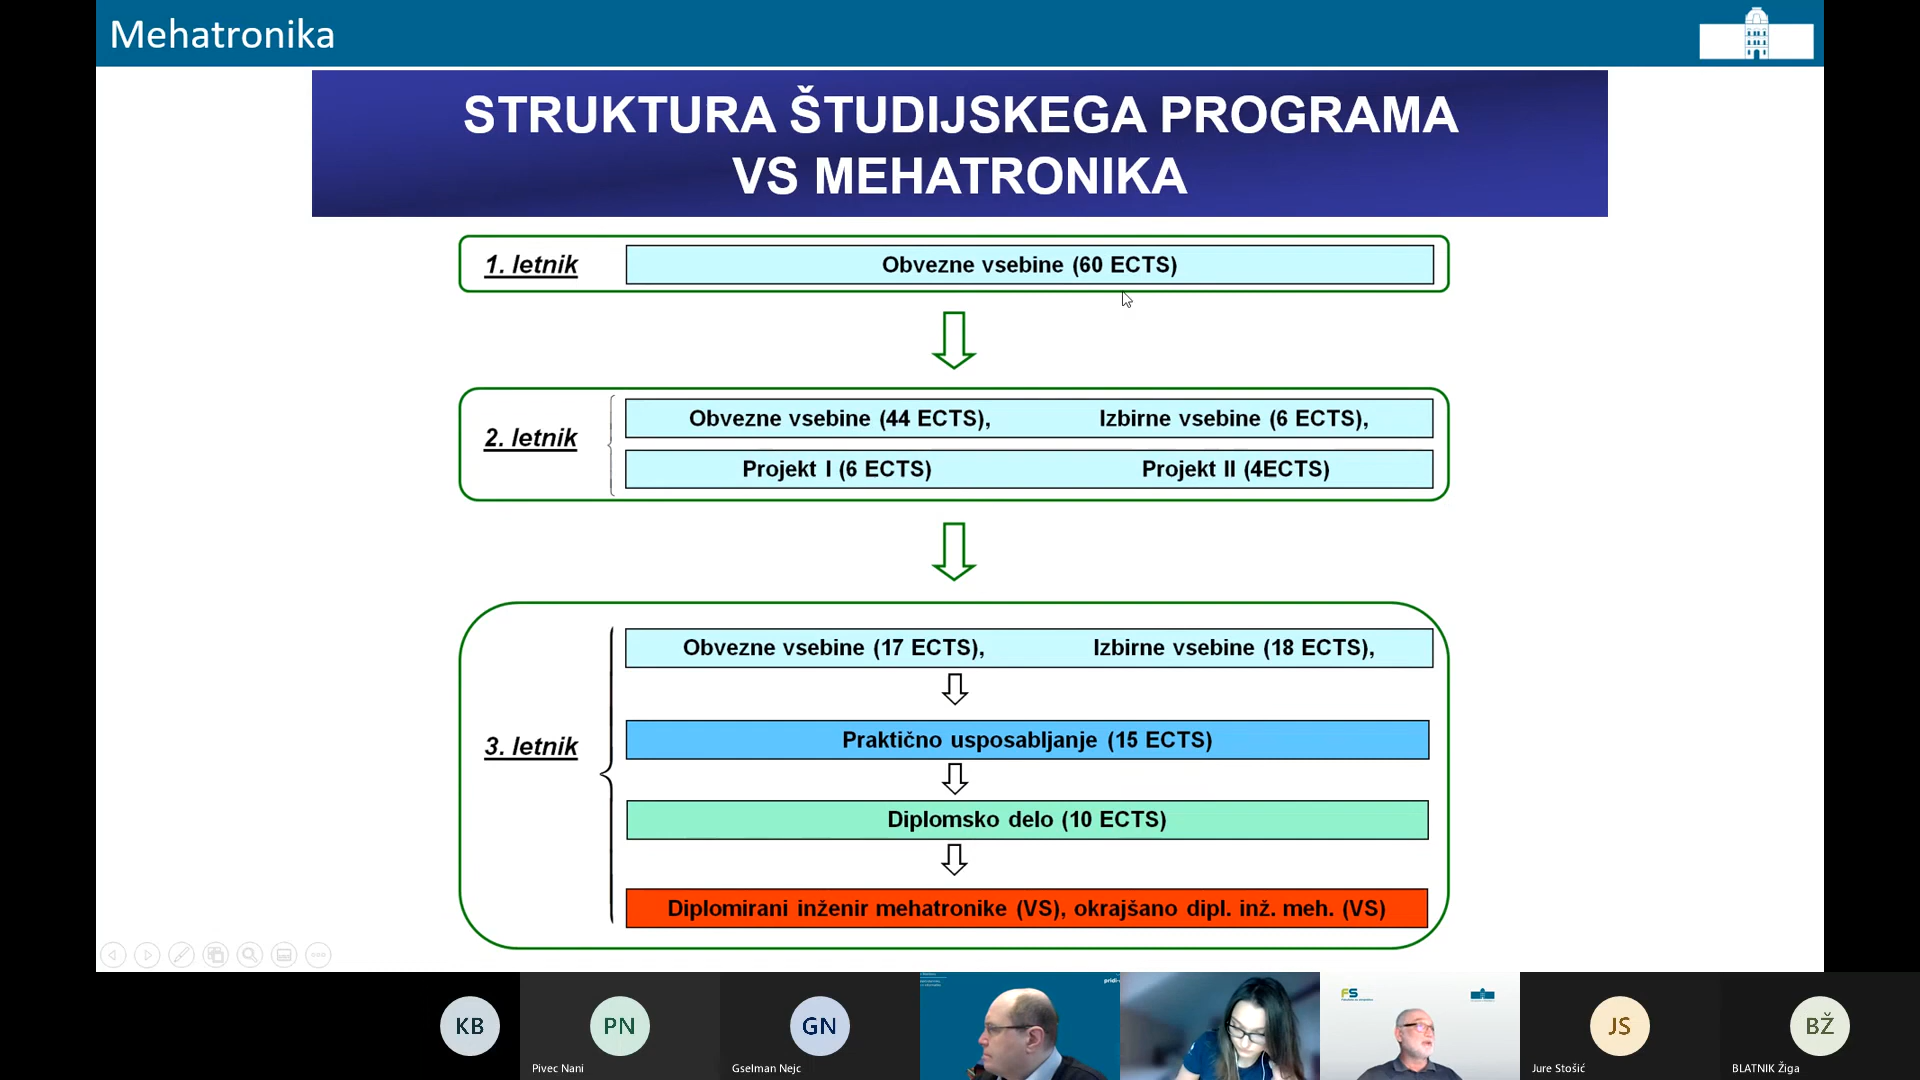 Mehatronika
STRUKTURA ŠTUDIJSKEGA PROGRAMA
VS MEHATRONIKA
1. letnik
Obvezne vsebine (60 ECTS)
2. letnik
Obvezne vsebine (44 ECTS), Izbirne vsebine (6 ECTS),
Projekt I (6 ECTS) Projekt II (4ECTS)
3. letnik
Obvezne vsebine (17 ECTS), Izbirne vsebine (18 ECTS),
Praktično usposabljanje (15 ECTS)
Diplomsko delo (10 ECTS)
Diplomirani inženir mehatronike (VS), okrajšano dipl. inž. meh. (VS)
KB
PN
Pivec Nani
GN
Gselman Nejc
pridi
FS
JS
Jure Stošić
BŽ
BLATNIK Žiga